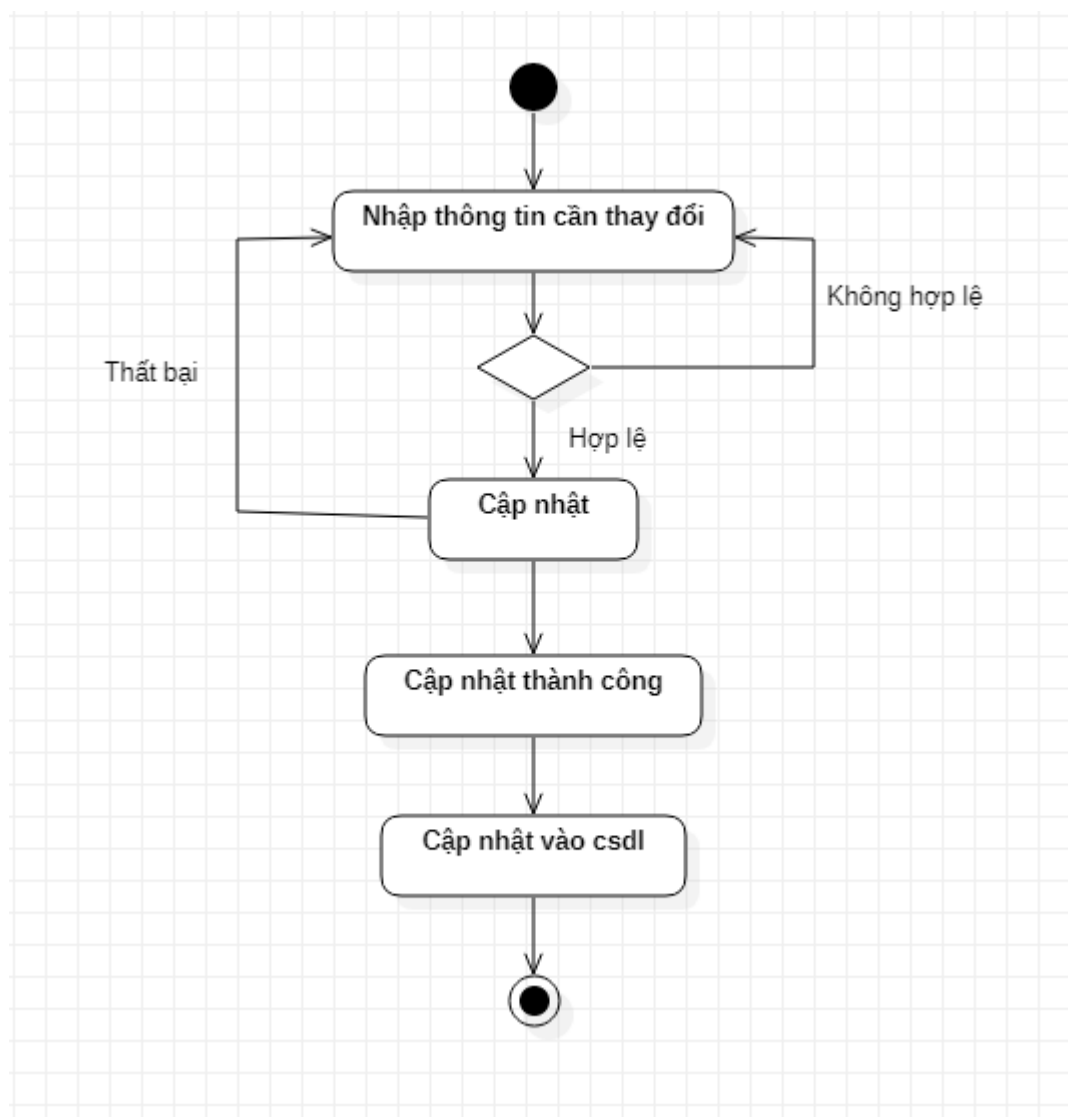 Nhập thông tin cần thay đổi
Không hợp lệ
Thất bại
Hợp lệ
Cập nhật
Cập nhật thành công
Cập nhật vào csdl